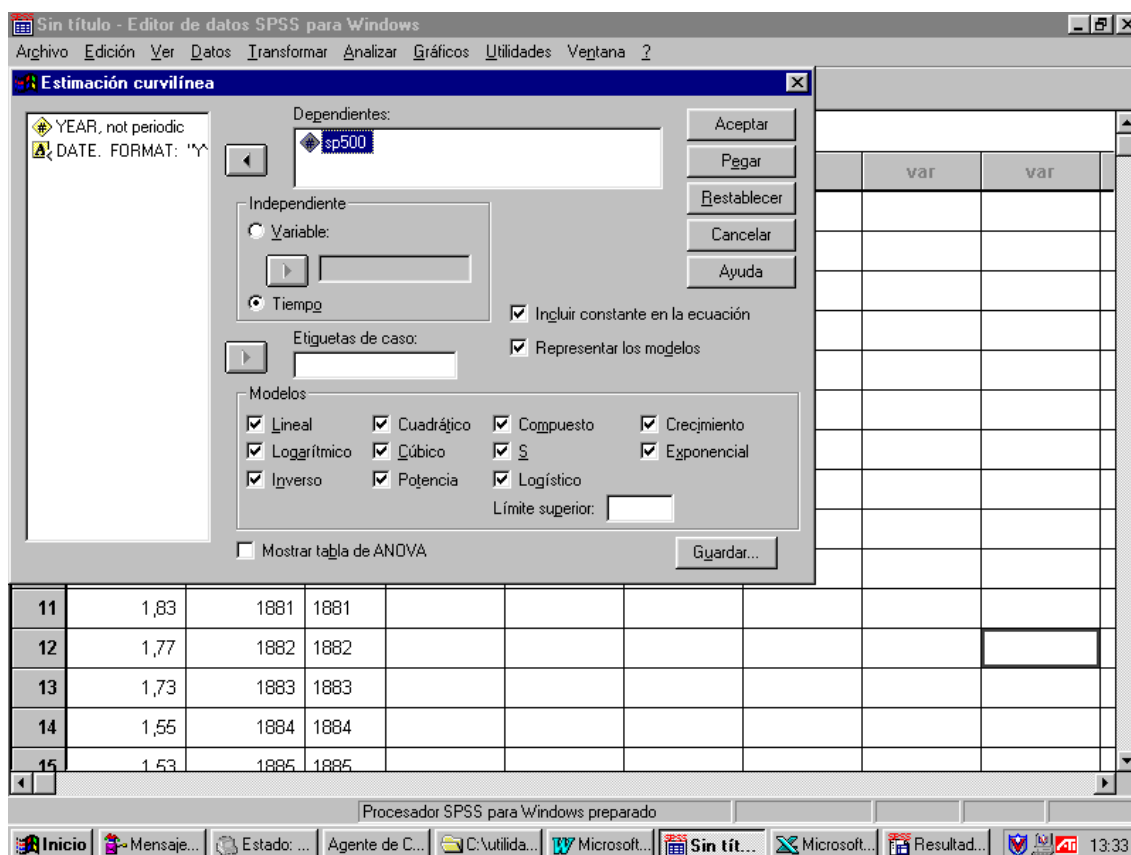 Sin título - Editor de datos SPSS para Windows
Archivo Edición Ver Datos Transformar Analizar Gráficos Utilidades Ventana ?
Estimación curvilínea
YEAR, not periodic
DATE. FORMAT: "Y
Dependientes:
sp500
Aceptar
Pegar
Restablecer
Cancelar
Ayuda
Independiente
Variable:
Tiempo
Etiquetas de caso:
Incluir constante en la ecuación
Representar los modelos
Modelos
Lineal Cuadrático Compuesto Crecimiento
Logarítmico Cúbico S Exponencial
Inverso Potencia Logístico
Límite superior:
Mostrar tabla de ANOVA
Guardar...
var var
11 1,83 1881 1881
12 1,77 1882 1882
13 1,73 1883 1883
14 1,55 1884 1884
15 1,53 1885 1885
Procesador SPSS para Windows preparado
Inicio Mensaje... Estado: ... Agente de C... C:\utilida... Microsoft... Sin tít... Microsoft... Resultad... 13:33